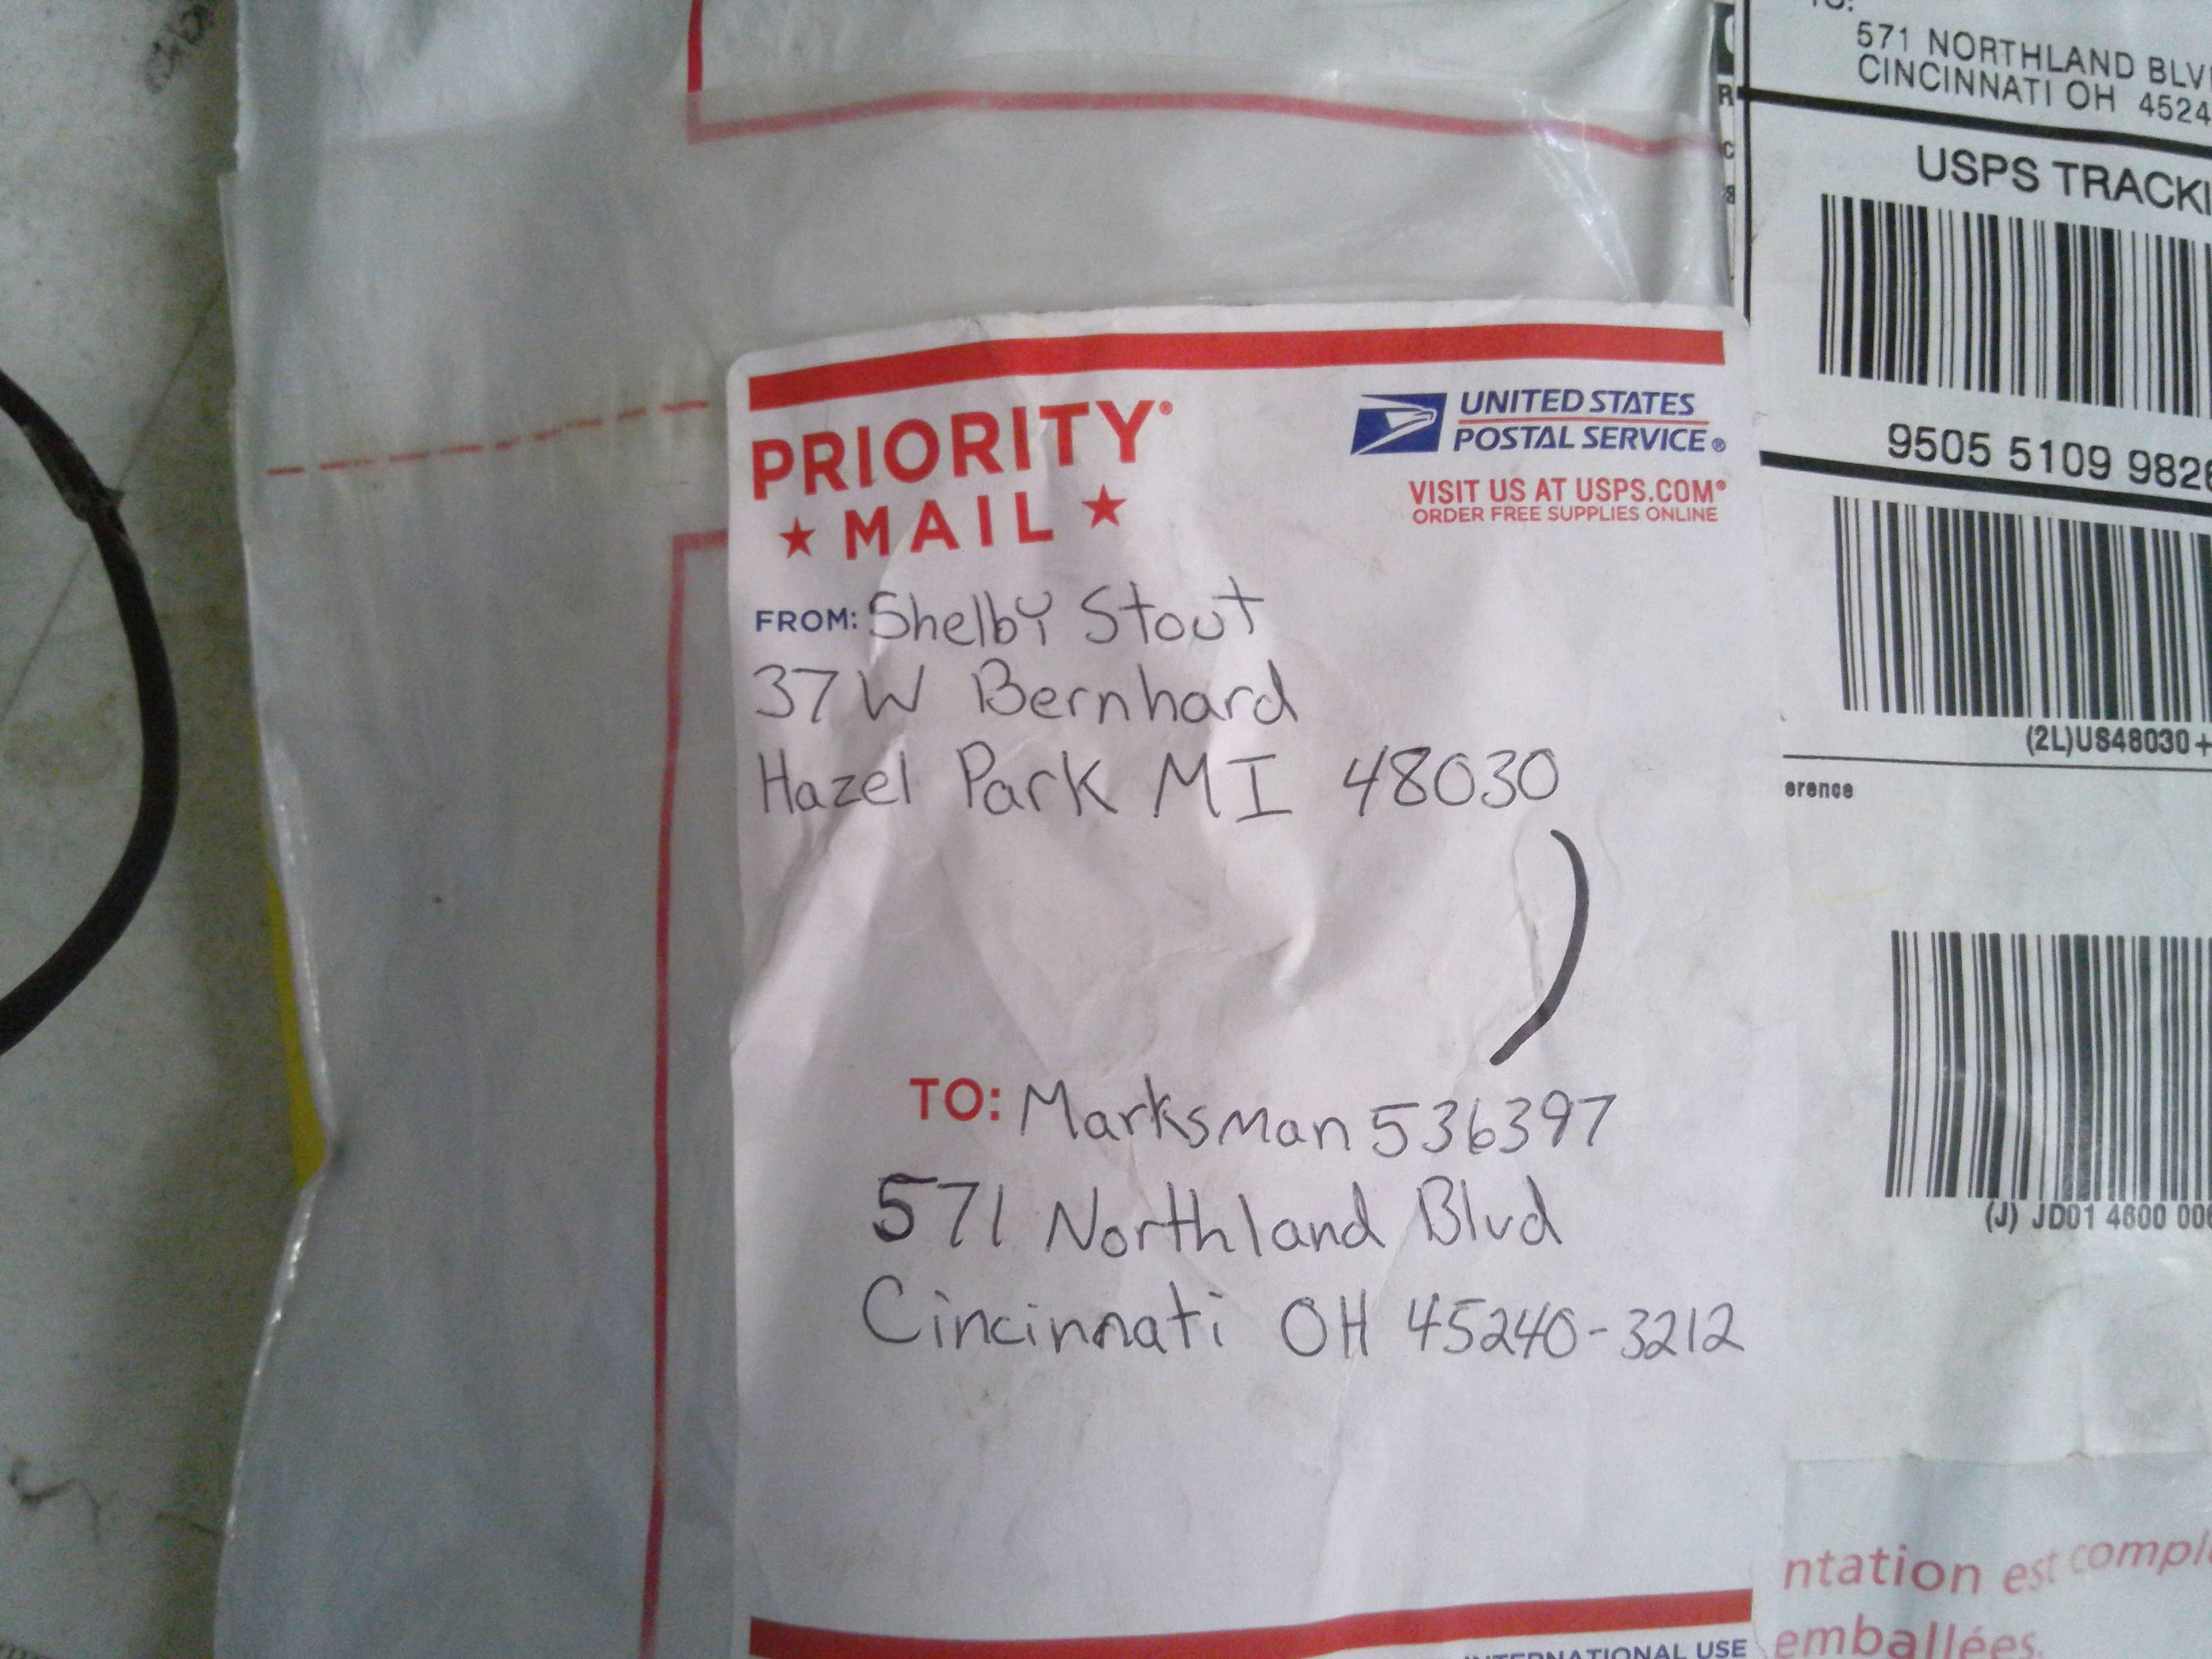 PRIORITY®
★ MAIL ★
UNITED STATES
POSTAL SERVICE®
VISIT US AT USPS.COM®
ORDER FREE SUPPLIES ONLINE
FROM: Shelby Stout
37 W Bernhard
Hazel Park MI 48030
TO: Marksman 536397
571 Northland Blvd
Cincinnati OH 45240-3212
INTERNATIONAL USE
TO:
571 NORTHLAND BLV
CINCINNATI OH 4524
USPS TRACKI
9505 5109 982
(2L)US48030+
erence
(J) JD01 4600 00
ntation est compl
emballées.